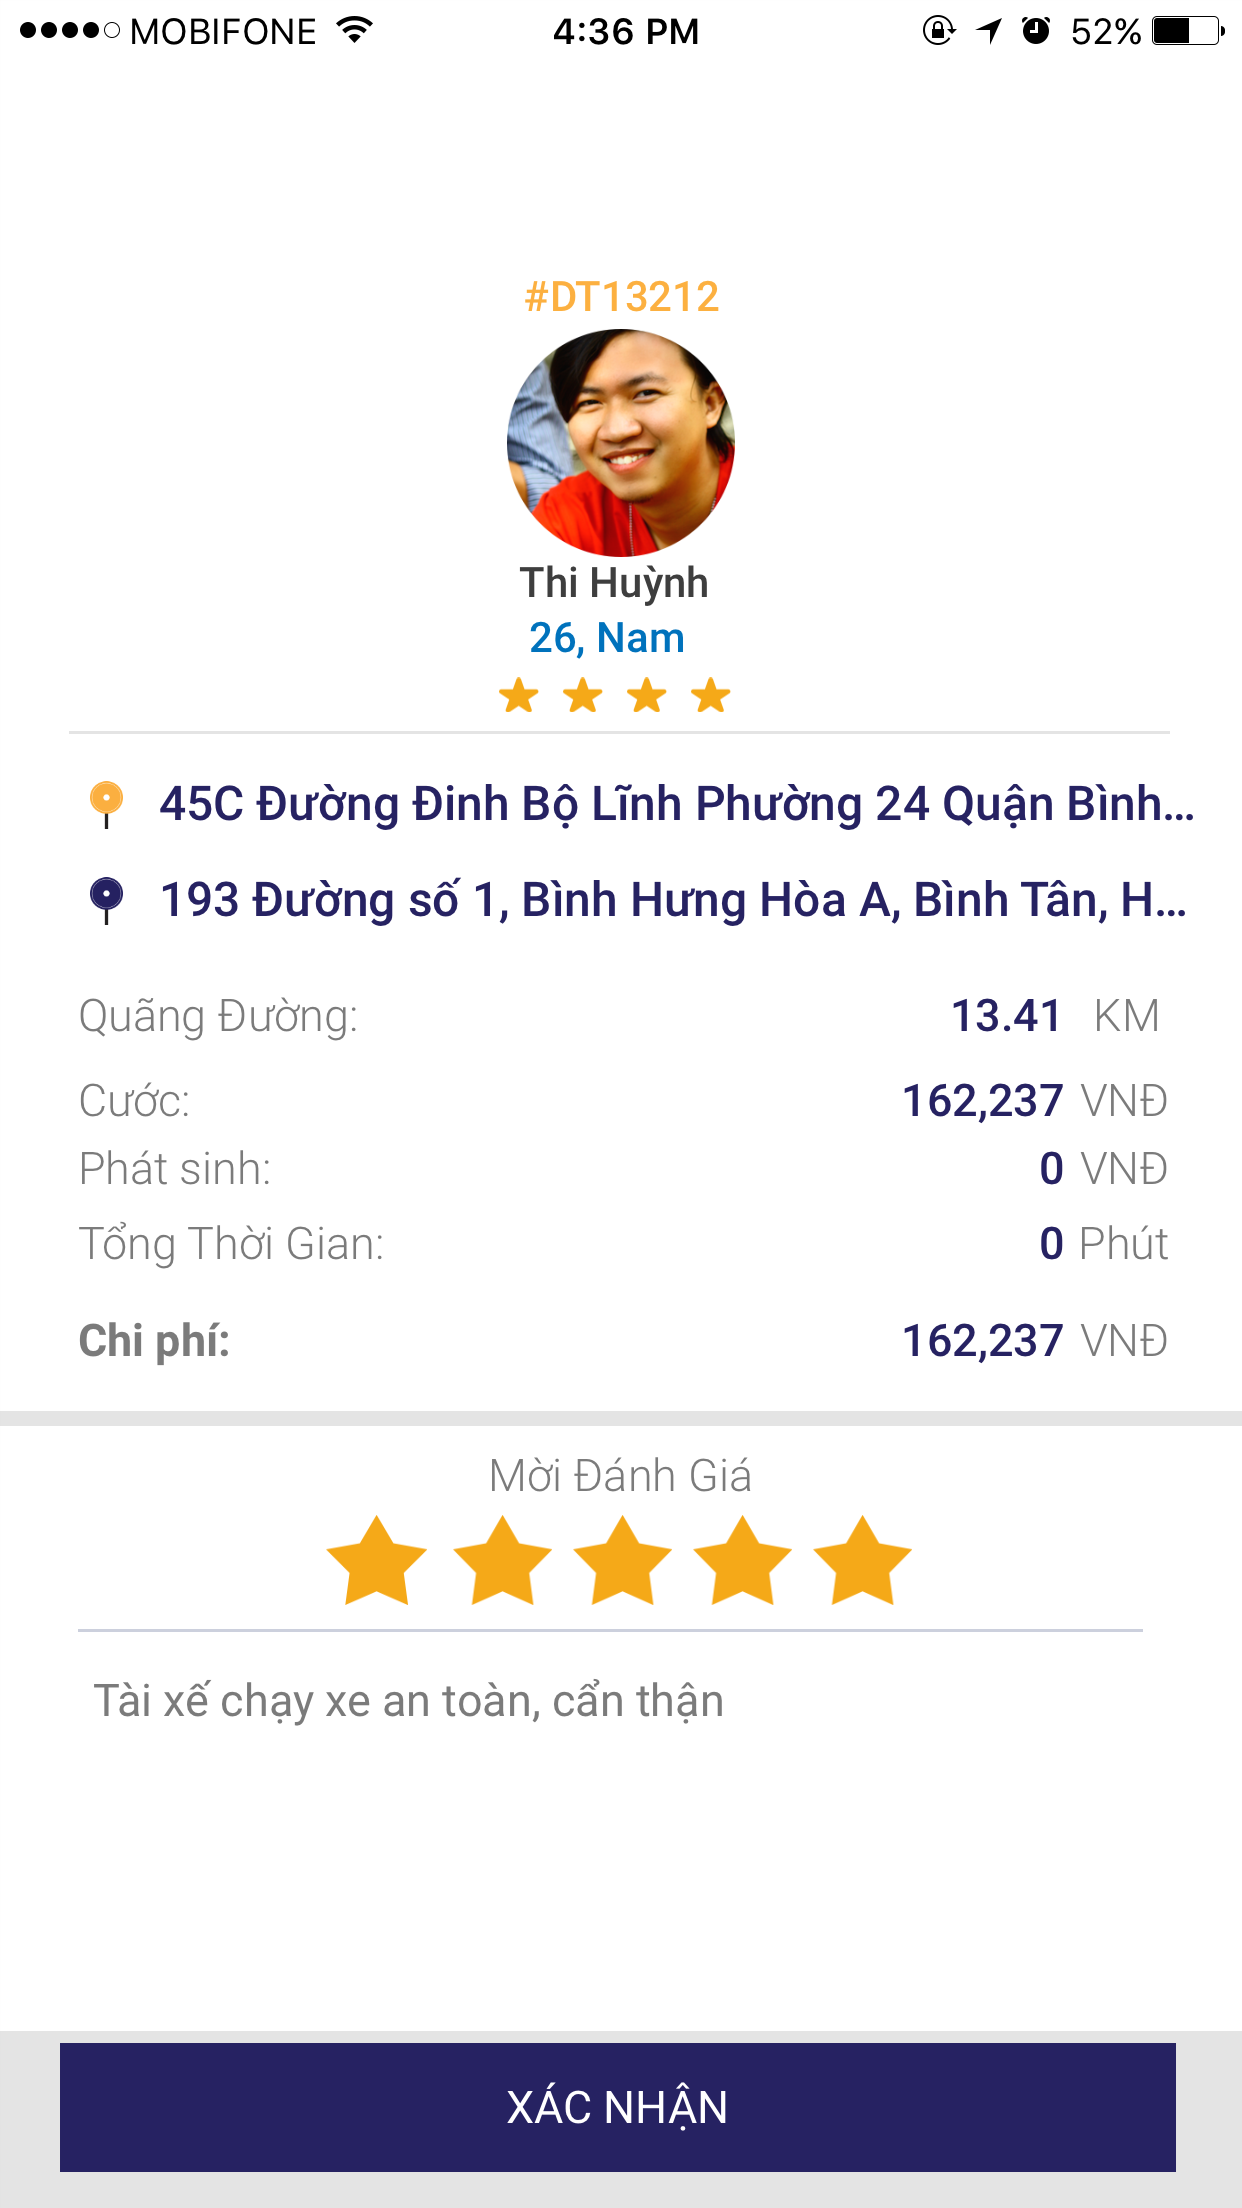 MOBIFONE 4:36 PM 52%
#DT13212
Thi Huỳnh
26, Nam
45C Đường Đinh Bộ Lĩnh Phường 24 Quận Bình...
193 Đường số 1, Bình Hưng Hòa A, Bình Tân, H...
Quãng Đường: 13.41 KM
Cước: 162,237 VNĐ
Phát sinh: 0 VNĐ
Tổng Thời Gian: 0 Phút
Chi phí: 162,237 VNĐ
Mời Đánh Giá
Tài xế chạy xe an toàn, cẩn thận
XÁC NHẬN